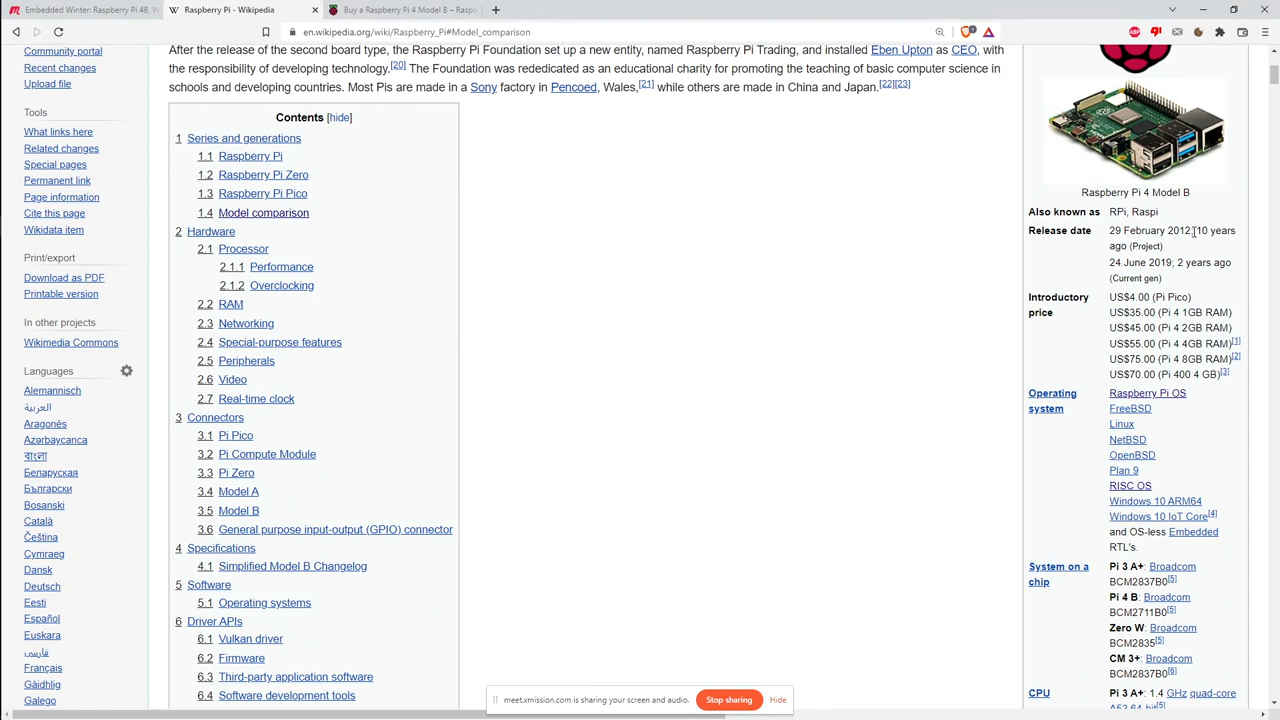 Embedded Winter: Raspberry Pi 4B, W
Raspberry Pi - Wikipedia
Buy a Raspberry Pi 4 Model B – Raspb
en.wikipedia.org/wiki/Raspberry_Pi#Model_comparison
Community portal
Recent changes
Upload file
Tools
What links here
Related changes
Special pages
Permanent link
Page information
Cite this page
Wikidata item
Print/export
Download as PDF
Printable version
In other projects
Wikimedia Commons
Languages
Alemannisch
العربية
Aragonés
Azərbaycanca
বাংলা
Беларуская
Български
Bosanski
Català
Čeština
Cymraeg
Dansk
Deutsch
Eesti
Español
Euskara
فارسی
Français
Gàidhlig
Galego
After the release of the second board type, the Raspberry Pi Foundation set up a new entity, named Raspberry Pi Trading, and installed Eben Upton as CEO, with
the responsibility of developing technology.[20] The Foundation was rededicated as an educational charity for promoting the teaching of basic computer science in
schools and developing countries. Most Pis are made in a Sony factory in Pencoed, Wales,[21] while others are made in China and Japan.[22][23]
Contents [hide]
1 Series and generations
1.1 Raspberry Pi
1.2 Raspberry Pi Zero
1.3 Raspberry Pi Pico
1.4 Model comparison
2 Hardware
2.1 Processor
2.1.1 Performance
2.1.2 Overclocking
2.2 RAM
2.3 Networking
2.4 Special-purpose features
2.5 Peripherals
2.6 Video
2.7 Real-time clock
3 Connectors
3.1 Pi Pico
3.2 Pi Compute Module
3.3 Pi Zero
3.4 Model A
3.5 Model B
3.6 General purpose input-output (GPIO) connector
4 Specifications
4.1 Simplified Model B Changelog
5 Software
5.1 Operating systems
6 Driver APIs
6.1 Vulkan driver
6.2 Firmware
6.3 Third-party application software
6.4 Software development tools
Raspberry Pi 4 Model B
Also known as RPi, Raspi
Release date 29 February 2012; 10 years
ago (Project)
24 June 2019; 2 years ago
(Current gen)
Introductory US$4.00 (Pi Pico)
price US$35.00 (Pi 4 1GB RAM)
US$45.00 (Pi 4 2GB RAM)
US$55.00 (Pi 4 4GB RAM)[1]
US$75.00 (Pi 4 8GB RAM)[2]
US$70.00 (Pi 400 4 GB)[3]
Operating Raspberry Pi OS
system FreeBSD
Linux
NetBSD
OpenBSD
Plan 9
RISC OS
Windows 10 ARM64
Windows 10 IoT Core[4]
and OS-less Embedded
RTL's.
System on a Pi 3 A+: Broadcom
chip BCM2837B0[5]
Pi 4 B: Broadcom
BCM2711B0[5]
Zero W: Broadcom
BCM2835[5]
CM 3+: Broadcom
BCM2837B0[6]
CPU Pi 3 A+: 1.4 GHz quad-core
A53 64-bit[5]
meet.xmission.com is sharing your screen and audio. Stop sharing Hide